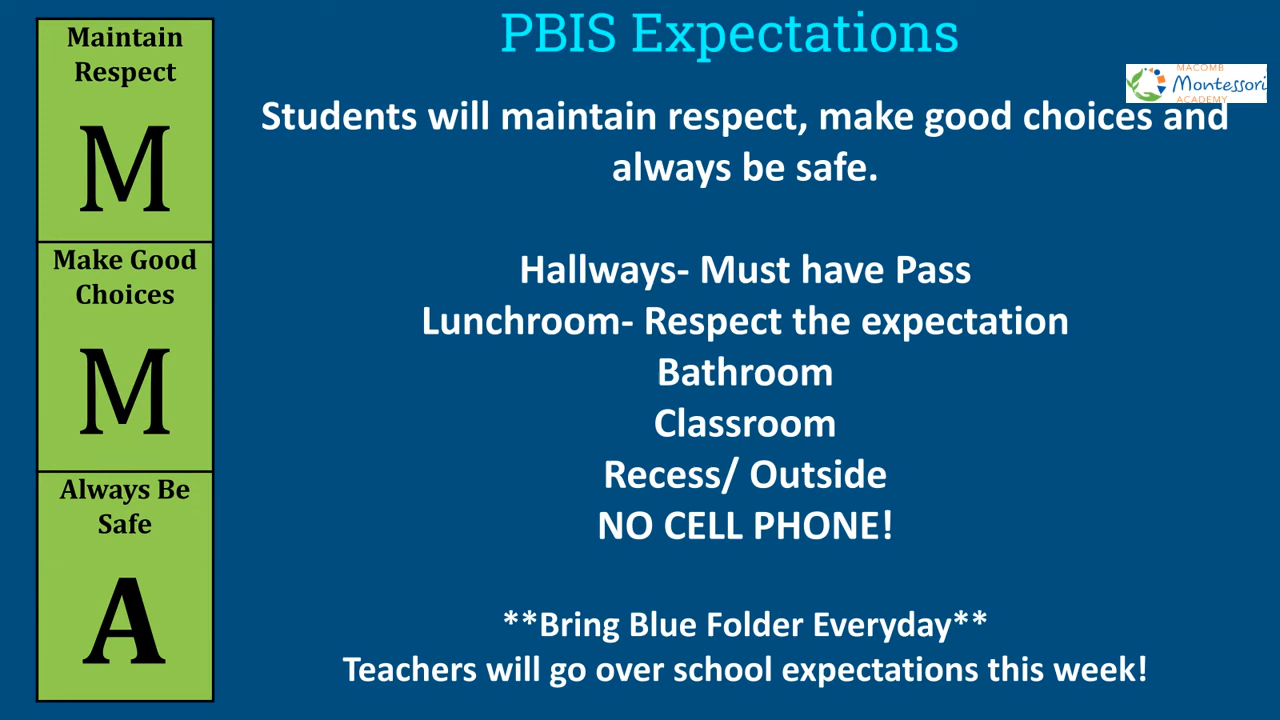 PBIS Expectations
Maintain
Respect
M
Make Good
Choices
M
Always Be
Safe
A
MACOMB
Montessori
ACADEMY
Students will maintain respect, make good choices and
always be safe.
Hallways- Must have Pass
Lunchroom- Respect the expectation
Bathroom
Classroom
Recess/ Outside
NO CELL PHONE!
**Bring Blue Folder Everyday**
Teachers will go over school expectations this week!